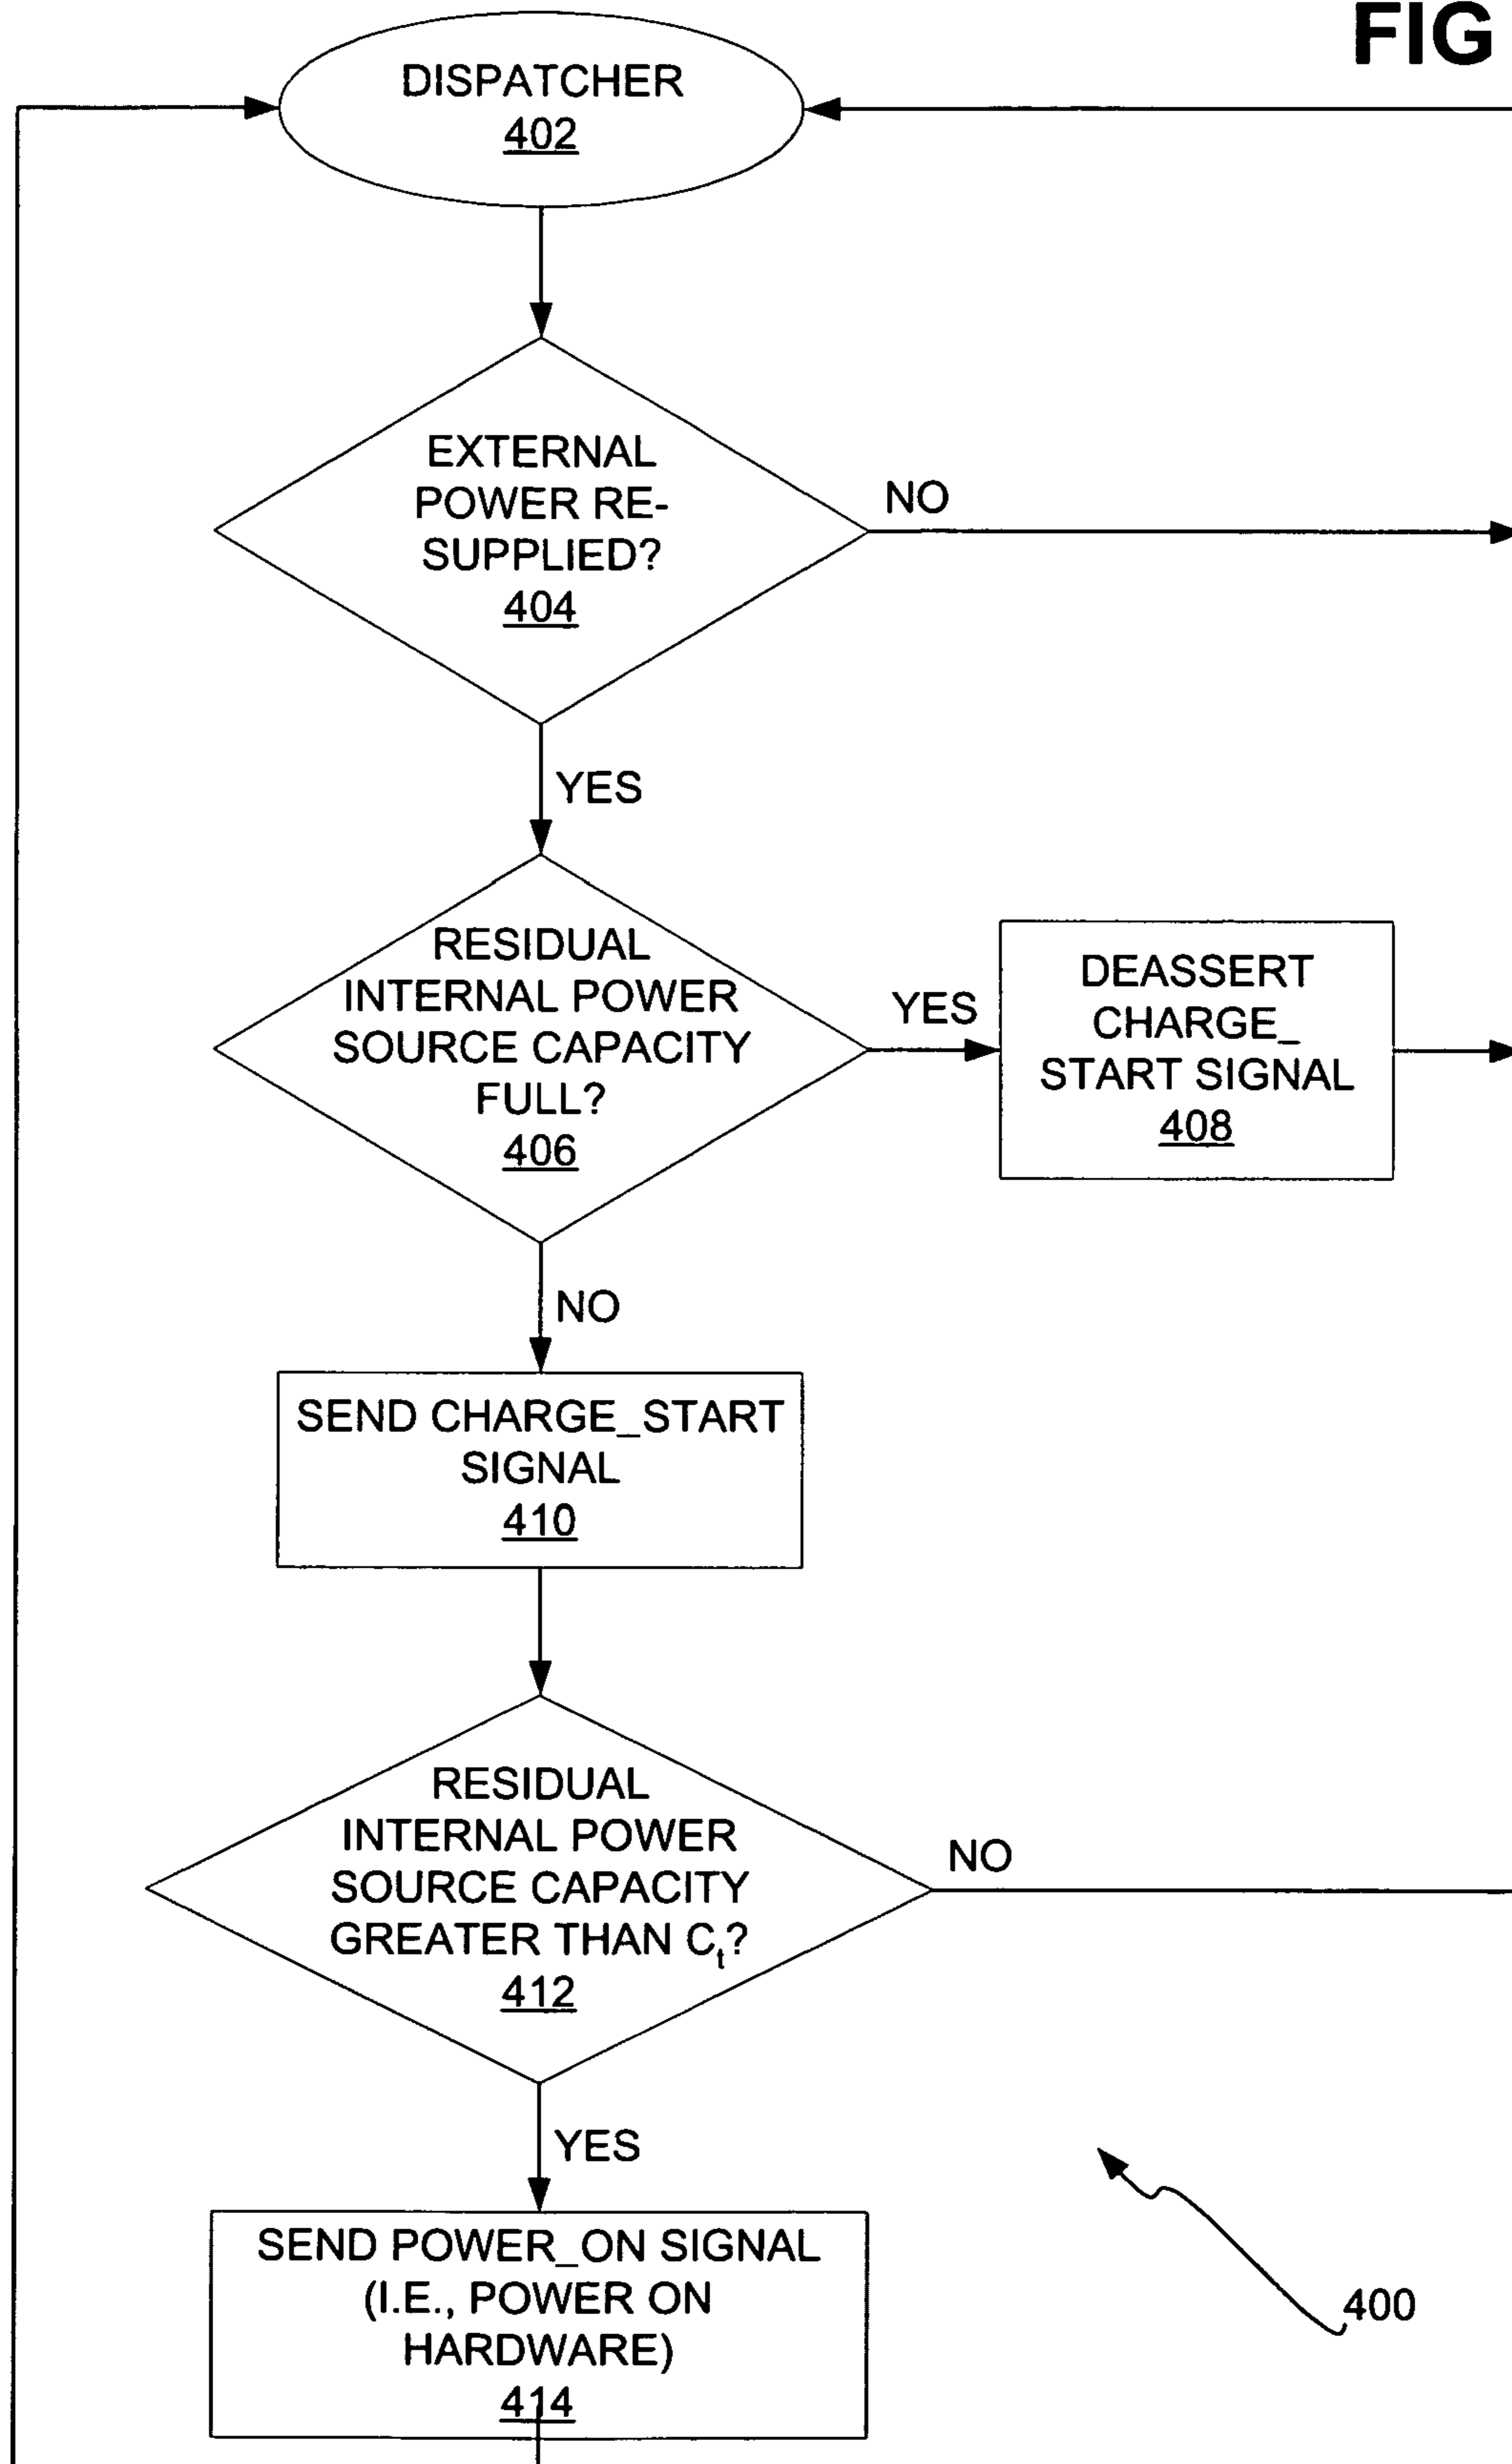 FIG
DISPATCHER
402
EXTERNAL
POWER RE-
SUPPLIED?
404
NO
YES
RESIDUAL
INTERNAL POWER
SOURCE CAPACITY
FULL?
406
YES
DEASSERT
CHARGE_
START SIGNAL
408
NO
SEND CHARGE_START
SIGNAL
410
RESIDUAL
INTERNAL POWER
SOURCE CAPACITY
GREATER THAN Cₜ?
412
NO
YES
SEND POWER_ON SIGNAL
(I.E., POWER ON
HARDWARE)
414
400